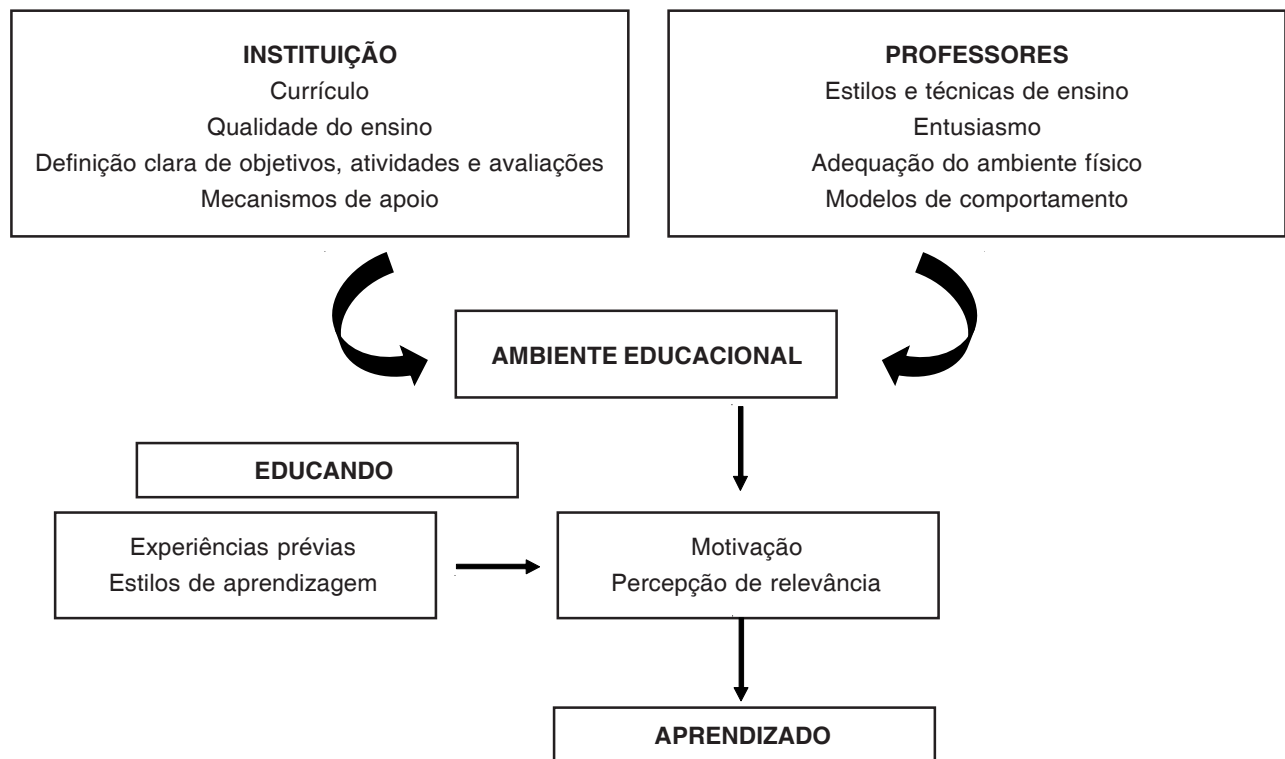 INSTITUIÇÃO
Currículo
Qualidade do ensino
Definição clara de objetivos, atividades e avaliações
Mecanismos de apoio
PROFESSORES
Estilos e técnicas de ensino
Entusiasmo
Adequação do ambiente físico
Modelos de comportamento
AMBIENTE EDUCACIONAL
EDUCANDO
Experiências prévias
Estilos de aprendizagem
Motivação
Percepção de relevância
APRENDIZADO